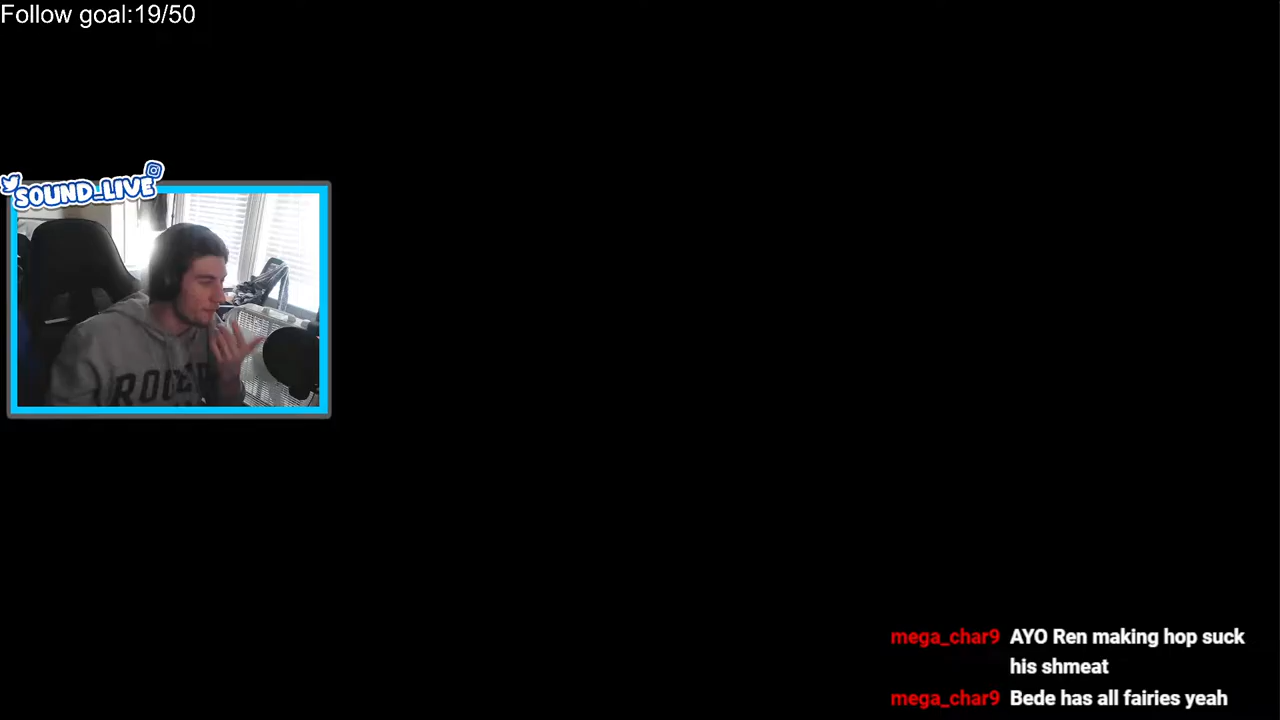 Follow goal:19/50
SOUND_LIVE
mega_char9 AYO Ren making hop suck
his shmeat
mega_char9 Bede has all fairies yeah